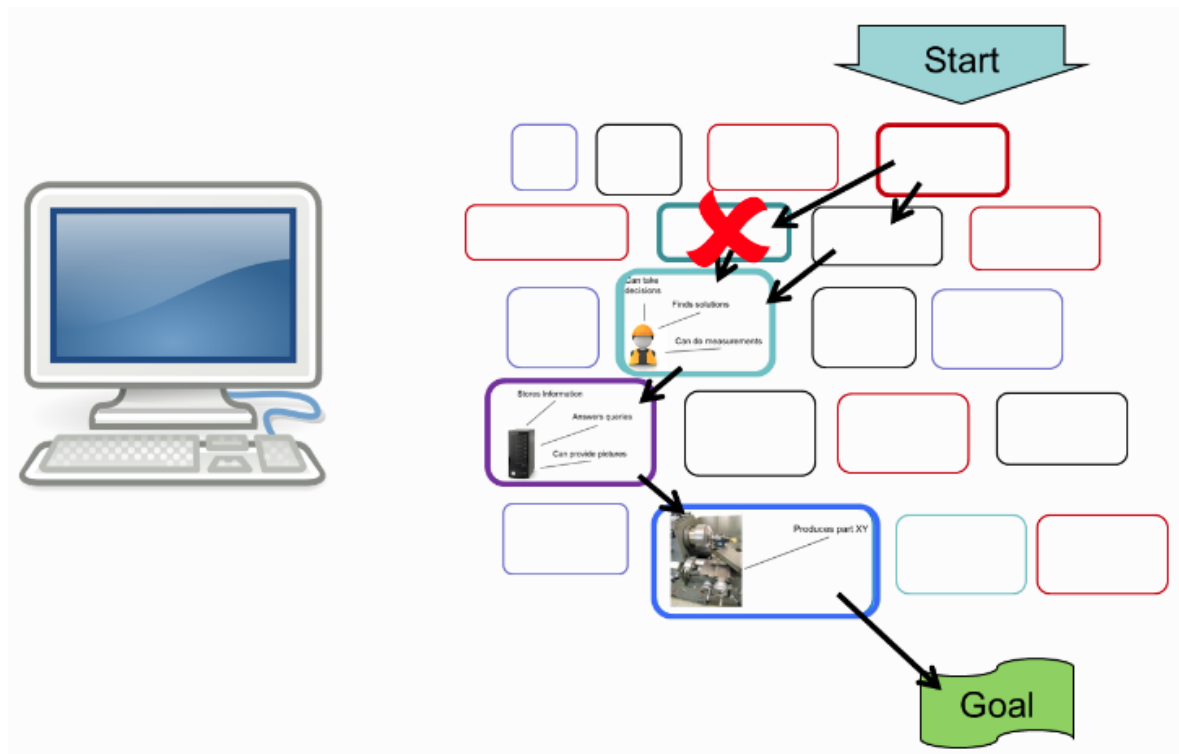 Start
Can take
decisions
Finds solutions
Can do measurements
Stores Information
Answers queries
Can provide pictures
Produces part XY
Goal